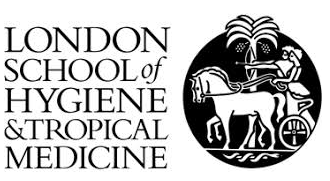 LONDON
SCHOOL of
HYGIENE
& TROPICAL
MEDICINE